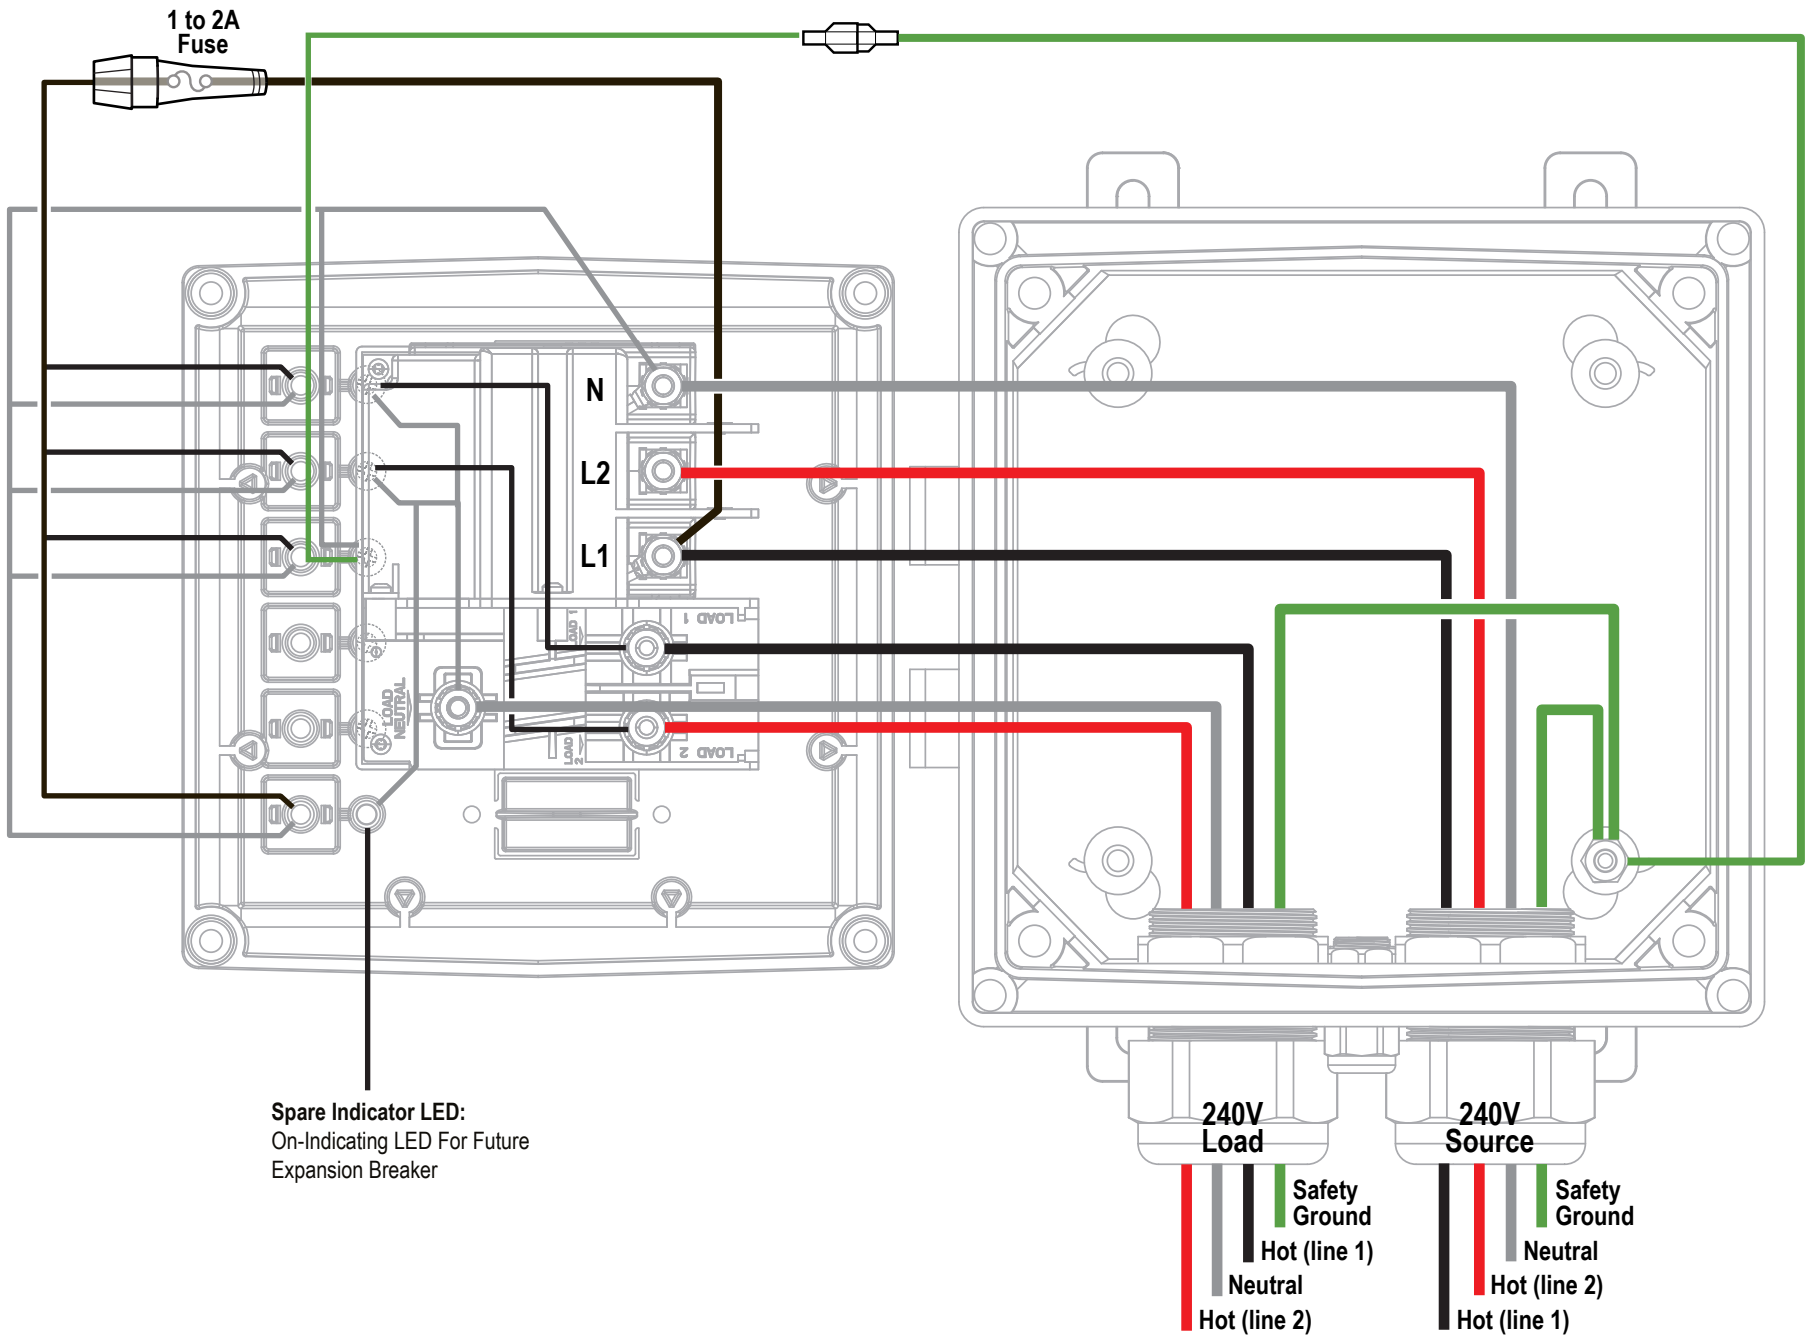 1 to 2A
Fuse
N
L2
L1
LOAD 1
LOAD 1
LOAD
NEUTRAL
LOAD
2
LOAD 2
Spare Indicator LED:
On-Indicating LED For Future
Expansion Breaker
240V
Load
240V
Source
Safety
Ground
Hot (line 1)
Neutral
Hot (line 2)
Safety
Ground
Neutral
Hot (line 2)
Hot (line 1)